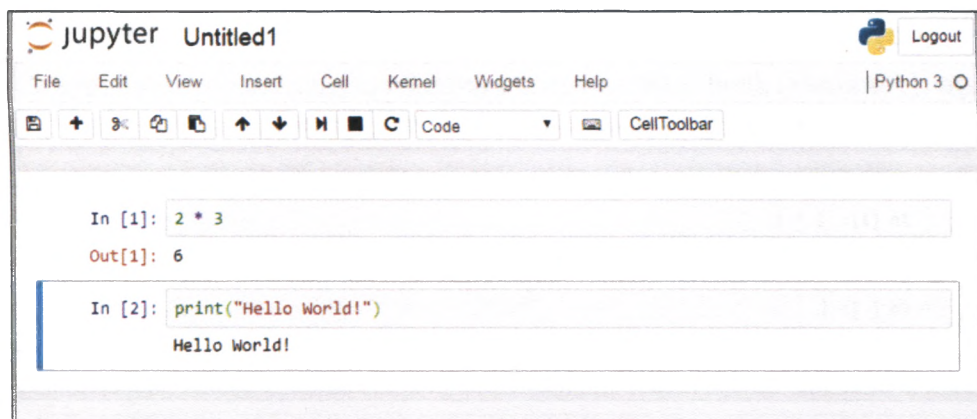 jupyter Untitled1 Logout
File Edit View Insert Cell Kernel Widgets Help Python 3
Code CellToolbar
In [1]: 2 * 3
Out[1]: 6
In [2]: print("Hello World!")
Hello World!